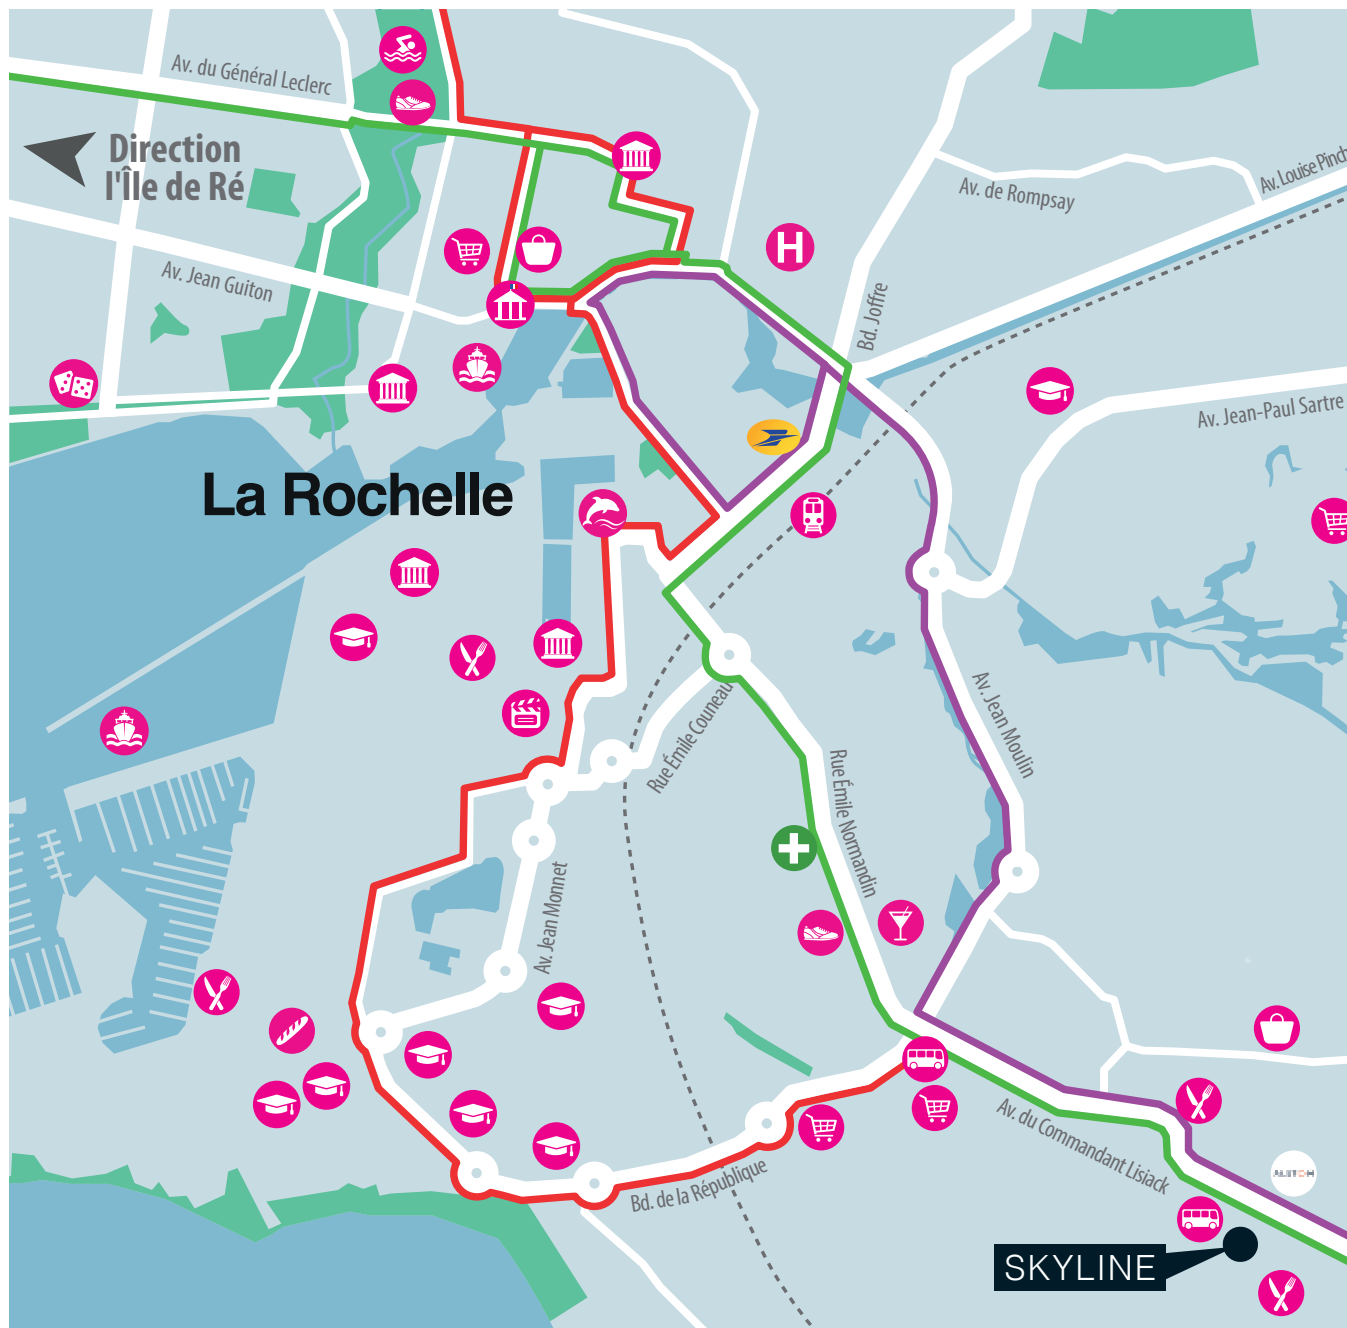 Av. du Général Leclerc
Direction
l'Île de Ré
Av. Louise Pinch
Av. de Rompsay
H
Av. Jean Guiton
Bd. Joffre
Av. Jean-Paul Sartre
La Rochelle
Rue Émile Couneau
Av. Jean Moulin
Rue Émile Normandin
Av. Jean Monnet
Av. du Commandant Lisiack
Bd. de la République
SKYLINE